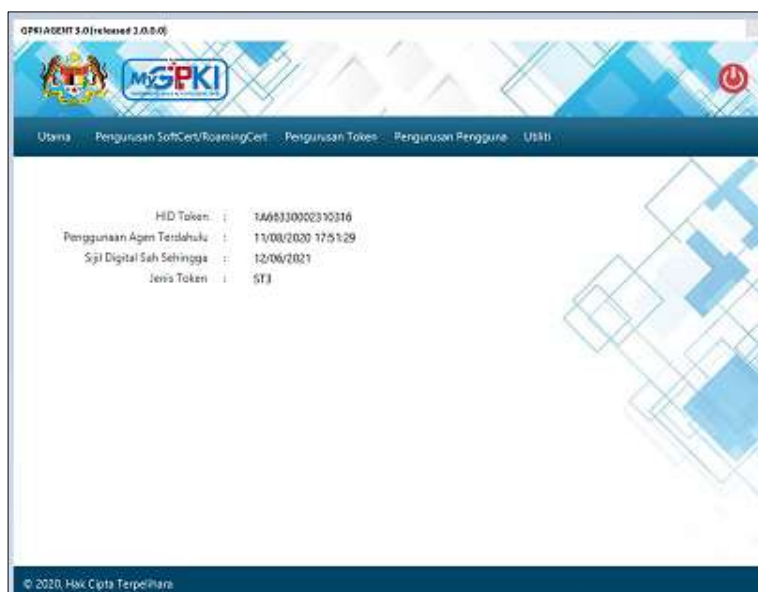 GPKI AGENT 3.0 (released 3.0.0.0)
MyGPKI
Utama Pengurusan SoftCert/RoamingCert Pengurusan Token Pengurusan Pengguna Utiliti
HID Token : 1A66330002310316
Penggunaan Agen Terdahulu : 11/08/2020 17:51:29
Sijil Digital Sah Sehingga : 12/06/2021
Jenis Token : ST3
© 2020, Hak Cipta Terpelihara